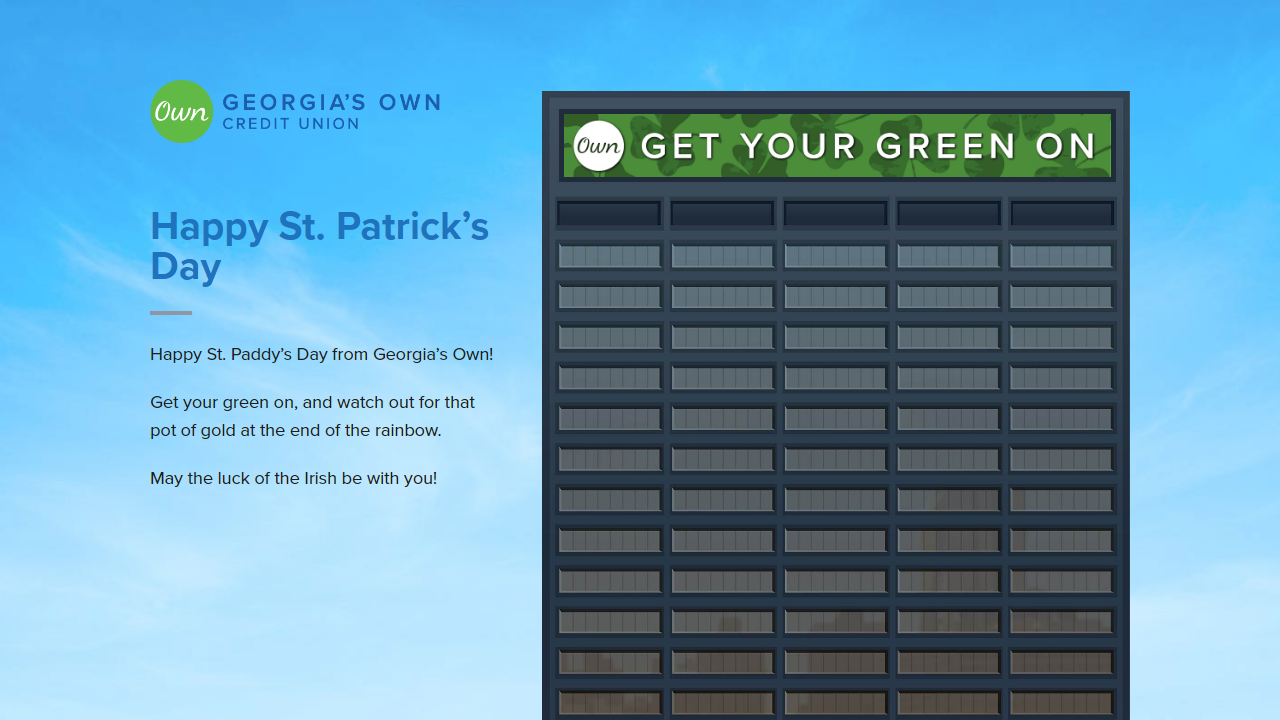 Own GEORGIA’S OWN
CREDIT UNION
Happy St. Patrick’s
Day
Happy St. Paddy’s Day from Georgia’s Own!
Get your green on, and watch out for that
pot of gold at the end of the rainbow.
May the luck of the Irish be with you!
Own GET YOUR GREEN ON